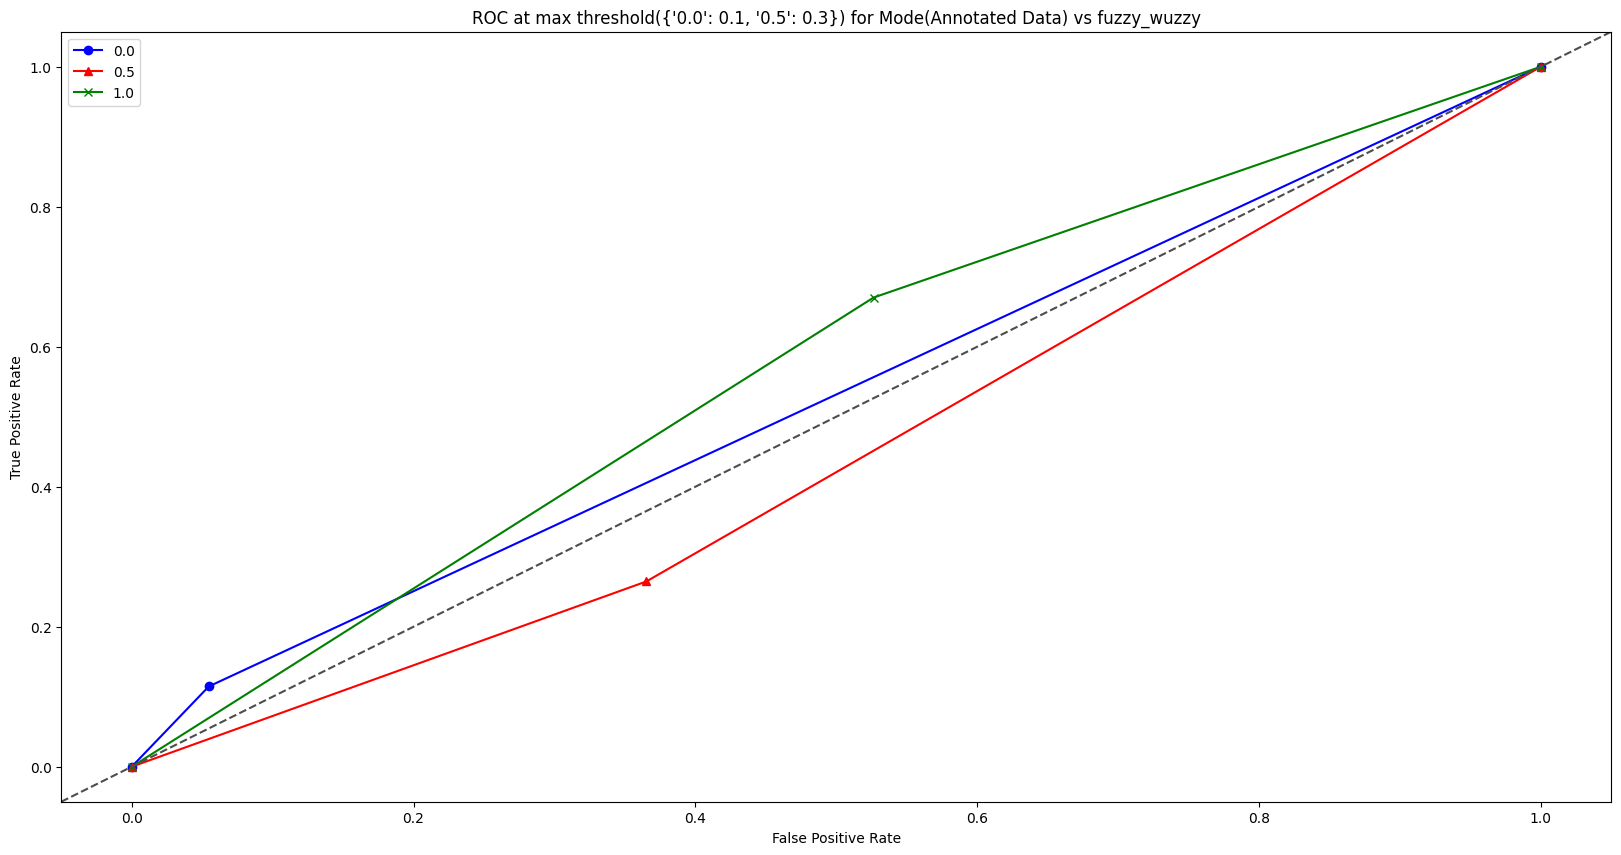 ROC at max threshold({'0.0': 0.1, '0.5': 0.3}) for Mode(Annotated Data) vs fuzzy_wuzzy
0.0
0.5
1.0
True Positive Rate
1.0
0.8
0.6
0.4
0.2
0.0
0.0 0.2 0.4 0.6 0.8 1.0
False Positive Rate